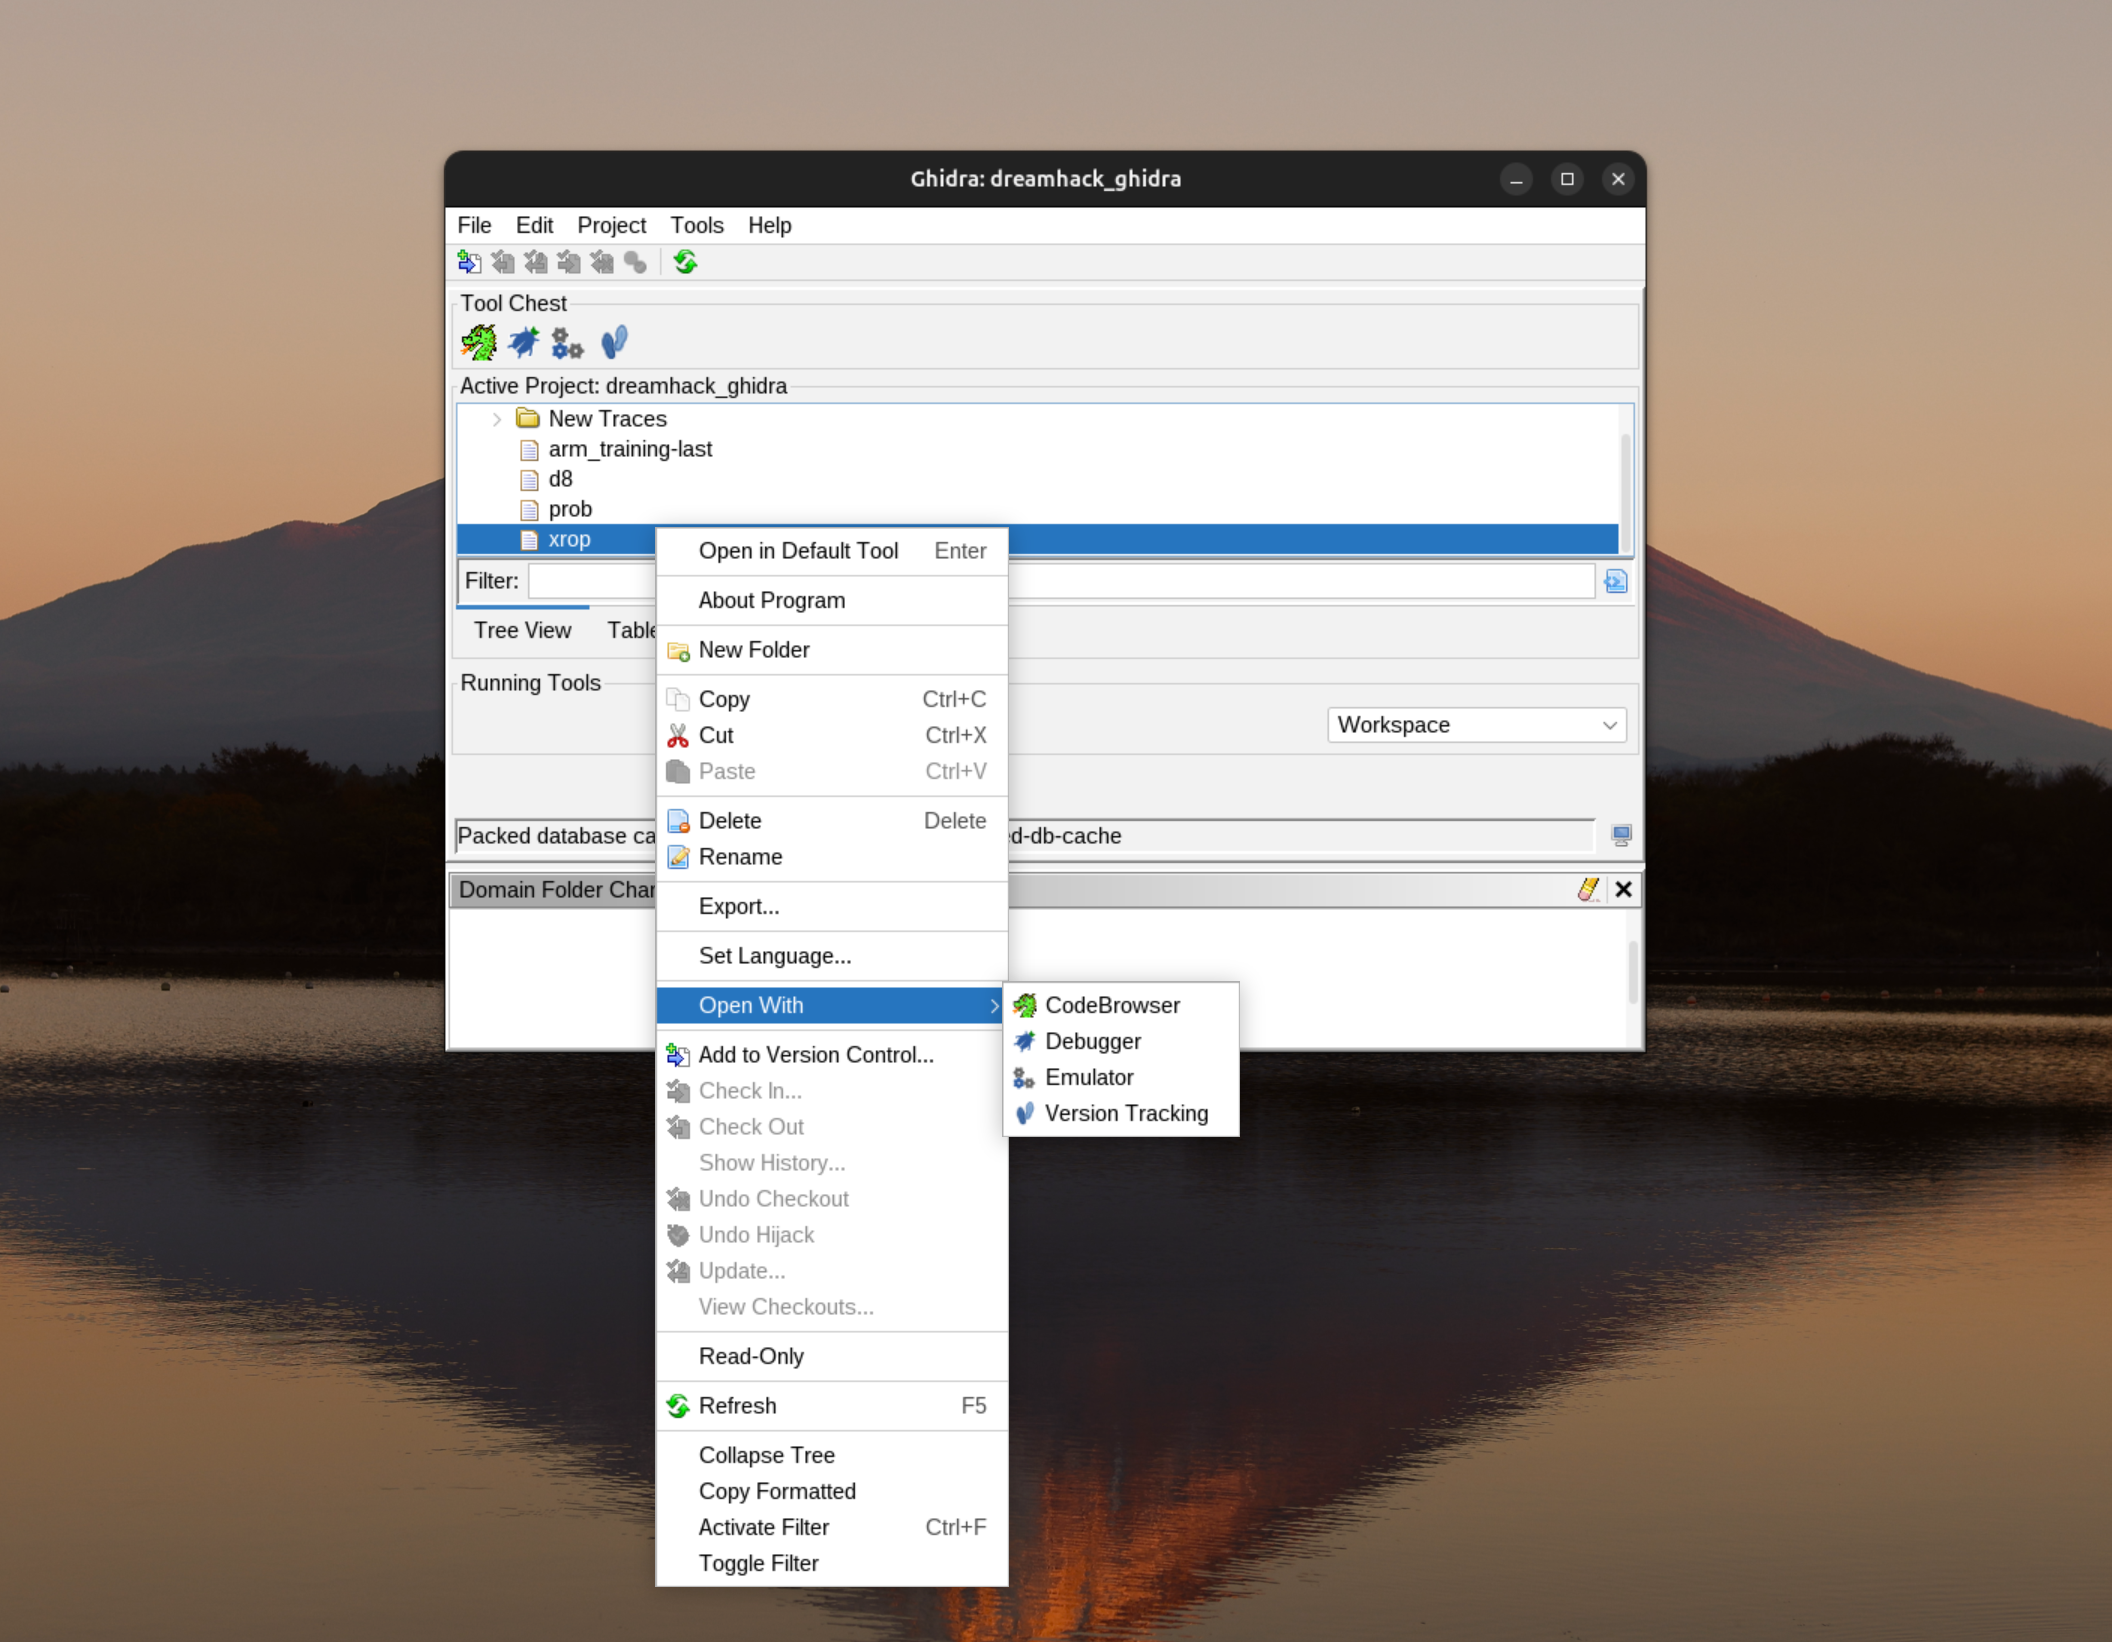 Ghidra: dreamhack_ghidra
File Edit Project Tools Help
Tool Chest
Active Project: dreamhack_ghidra
New Traces
arm_training-last
d8
prob
xrop
Filter:
Tree View
Running Tools
Workspace
Packed database
d-db-cache
Domain Folder
Open in Default Tool Enter
About Program
New Folder
Copy Ctrl+C
Cut Ctrl+X
Paste Ctrl+V
Delete Delete
Rename
Export...
Set Language...
Open With
Add to Version Control...
Check In...
Check Out
Show History...
Undo Checkout
Undo Hijack
Update...
View Checkouts...
Read-Only
Refresh F5
Collapse Tree
Copy Formatted
Activate Filter Ctrl+F
Toggle Filter
CodeBrowser
Debugger
Emulator
Version Tracking